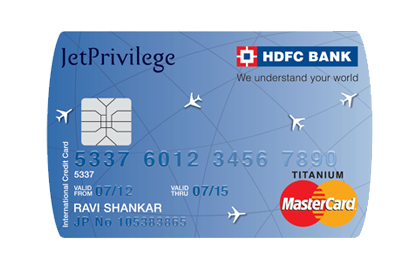 JetPrivilege
HDFC BANK
We understand your world
International Credit Card
5337 6012 3456 7890
5337
VALID FROM 07/12 VALID THRU 07/15
TITANIUM
RAVI SHANKAR
JP No 105383865
MasterCard